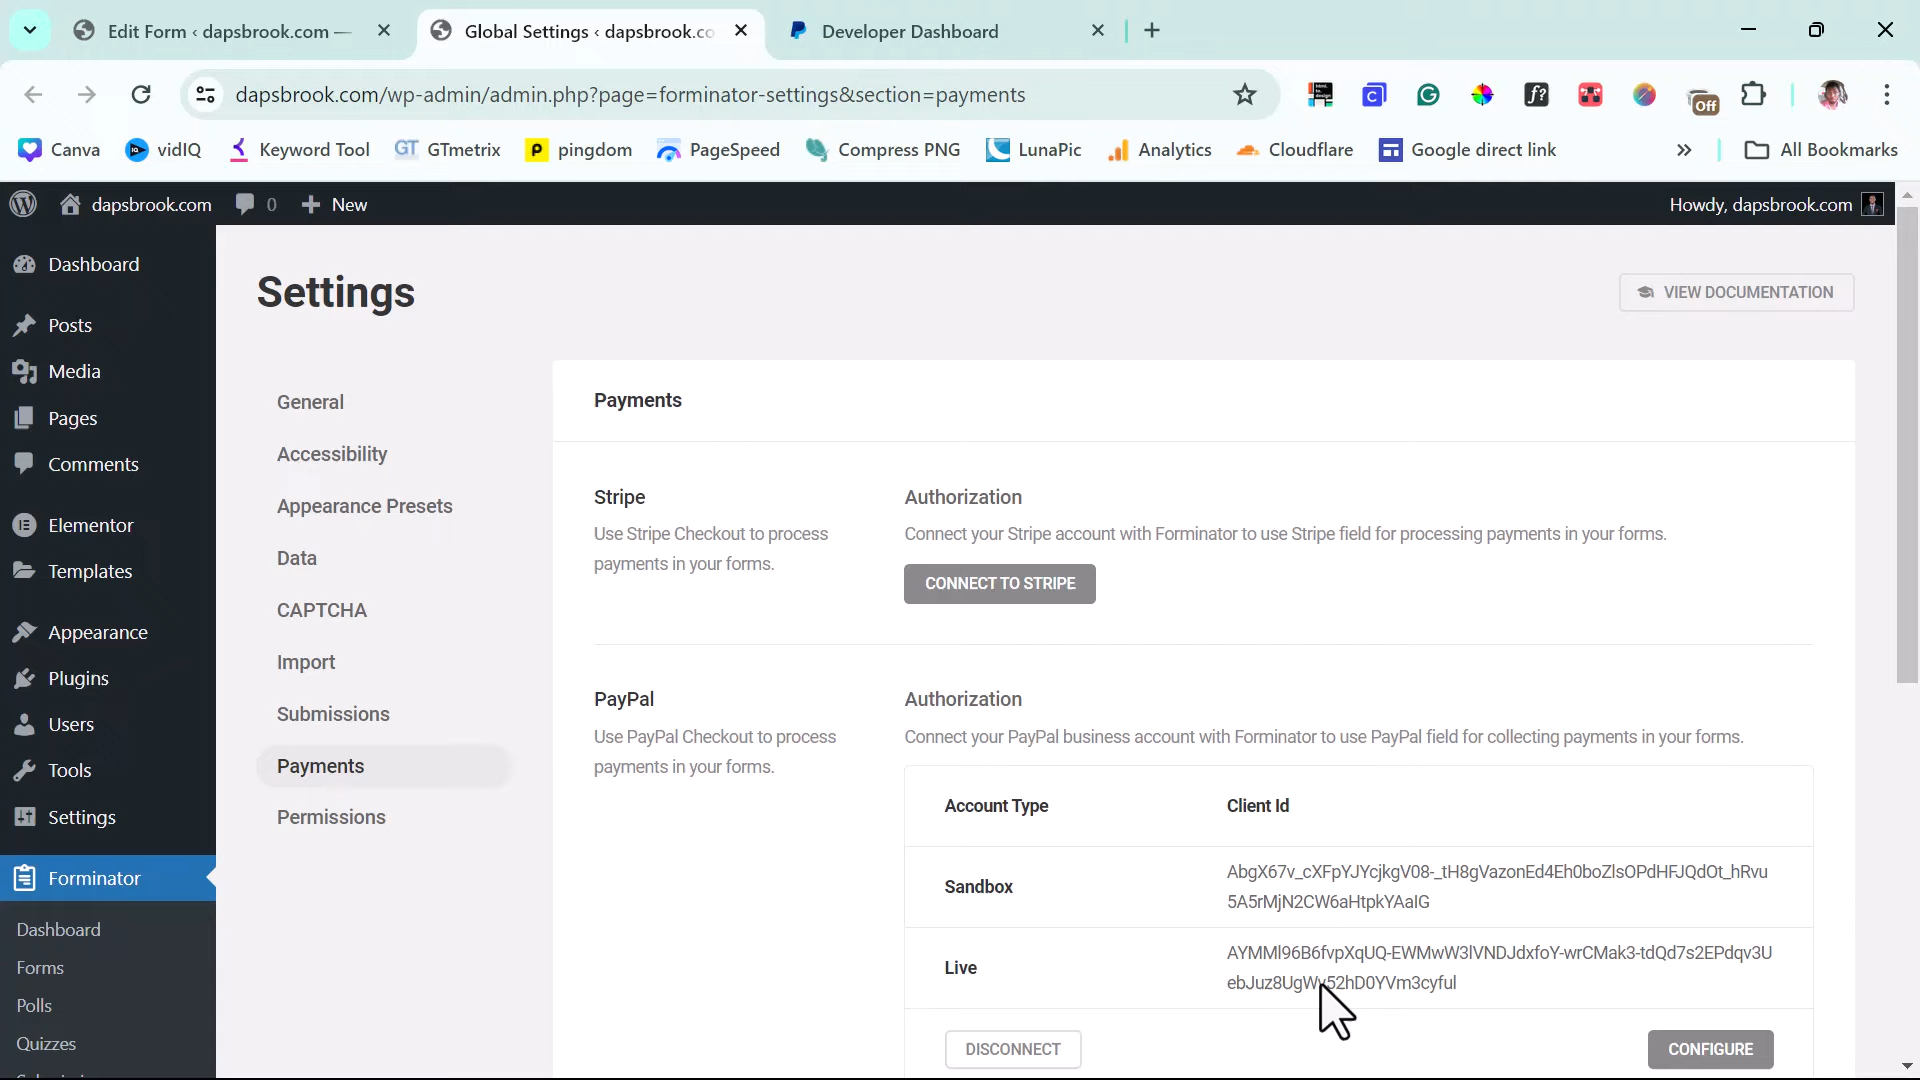 Edit Form ‹ dapsbrook.com —
Global Settings ‹ dapsbrook.co
Developer Dashboard
dapsbrook.com/wp-admin/admin.php?page=forminator-settings&section=payments
Off
Canva
vidIQ
Keyword Tool
GT GTmetrix
p pingdom
PageSpeed
Compress PNG
LunaPic
Analytics
Cloudflare
Google direct link
»
All Bookmarks
dapsbrook.com
0
New
Howdy, dapsbrook.com
Dashboard
Posts
Media
Pages
Comments
Elementor
Templates
Appearance
Plugins
Users
Tools
Settings
Forminator
Dashboard
Forms
Polls
Quizzes
Settings
VIEW DOCUMENTATION
General
Accessibility
Appearance Presets
Data
CAPTCHA
Import
Submissions
Payments
Permissions
Payments
Stripe
Use Stripe Checkout to process
payments in your forms.
Authorization
Connect your Stripe account with Forminator to use Stripe field for processing payments in your forms.
CONNECT TO STRIPE
PayPal
Use PayPal Checkout to process
payments in your forms.
Authorization
Connect your PayPal business account with Forminator to use PayPal field for collecting payments in your forms.
Account Type Client Id
Sandbox
AbgX67v_cXFpYJYcjkgV08-_tH8gVazonEd4Eh0boZlsOPdHFJQdOt_hRvu
5A5rMjN2CW6aHtpkYAaIG
Live
AYMMl96B6fvpXqUQ-EWMwW3lVNDJdxfoY-wrCMak3-tdQd7s2EPdqv3U
DISCONNECT
CONFIGURE